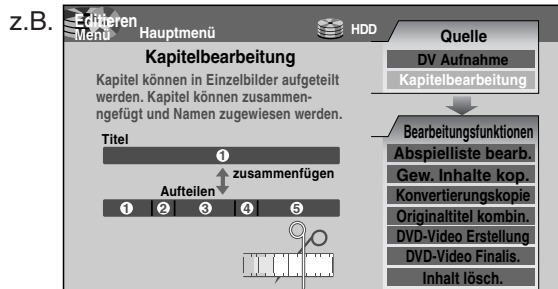 z.B.
Editieren
Menü
Hauptmenü
HDD
Kapitelbearbeitung
Kapitel können in Einzelbilder aufgeteilt
werden. Kapitel können zusammen-
ngefügt und Namen zugewiesen werden.
Titel
1
zusammenfügen
Aufteilen
1 2 3 4 5
Quelle
DV Aufnahme
Kapitelbearbeitung
Bearbeitungsfunktionen
Abspielliste bearb.
Gew. Inhalte kop.
Konvertierungskopie
Originaltitel kombin.
DVD-Video Erstellung
DVD-Video Finalis.
Inhalt lösch.